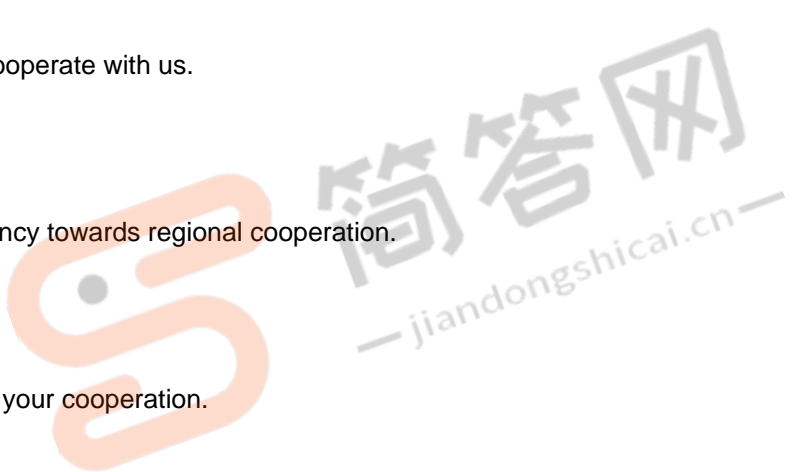 ooperate with us.
简答网
ncy towards regional cooperation.
jiandongshicai.cn
your cooperation.